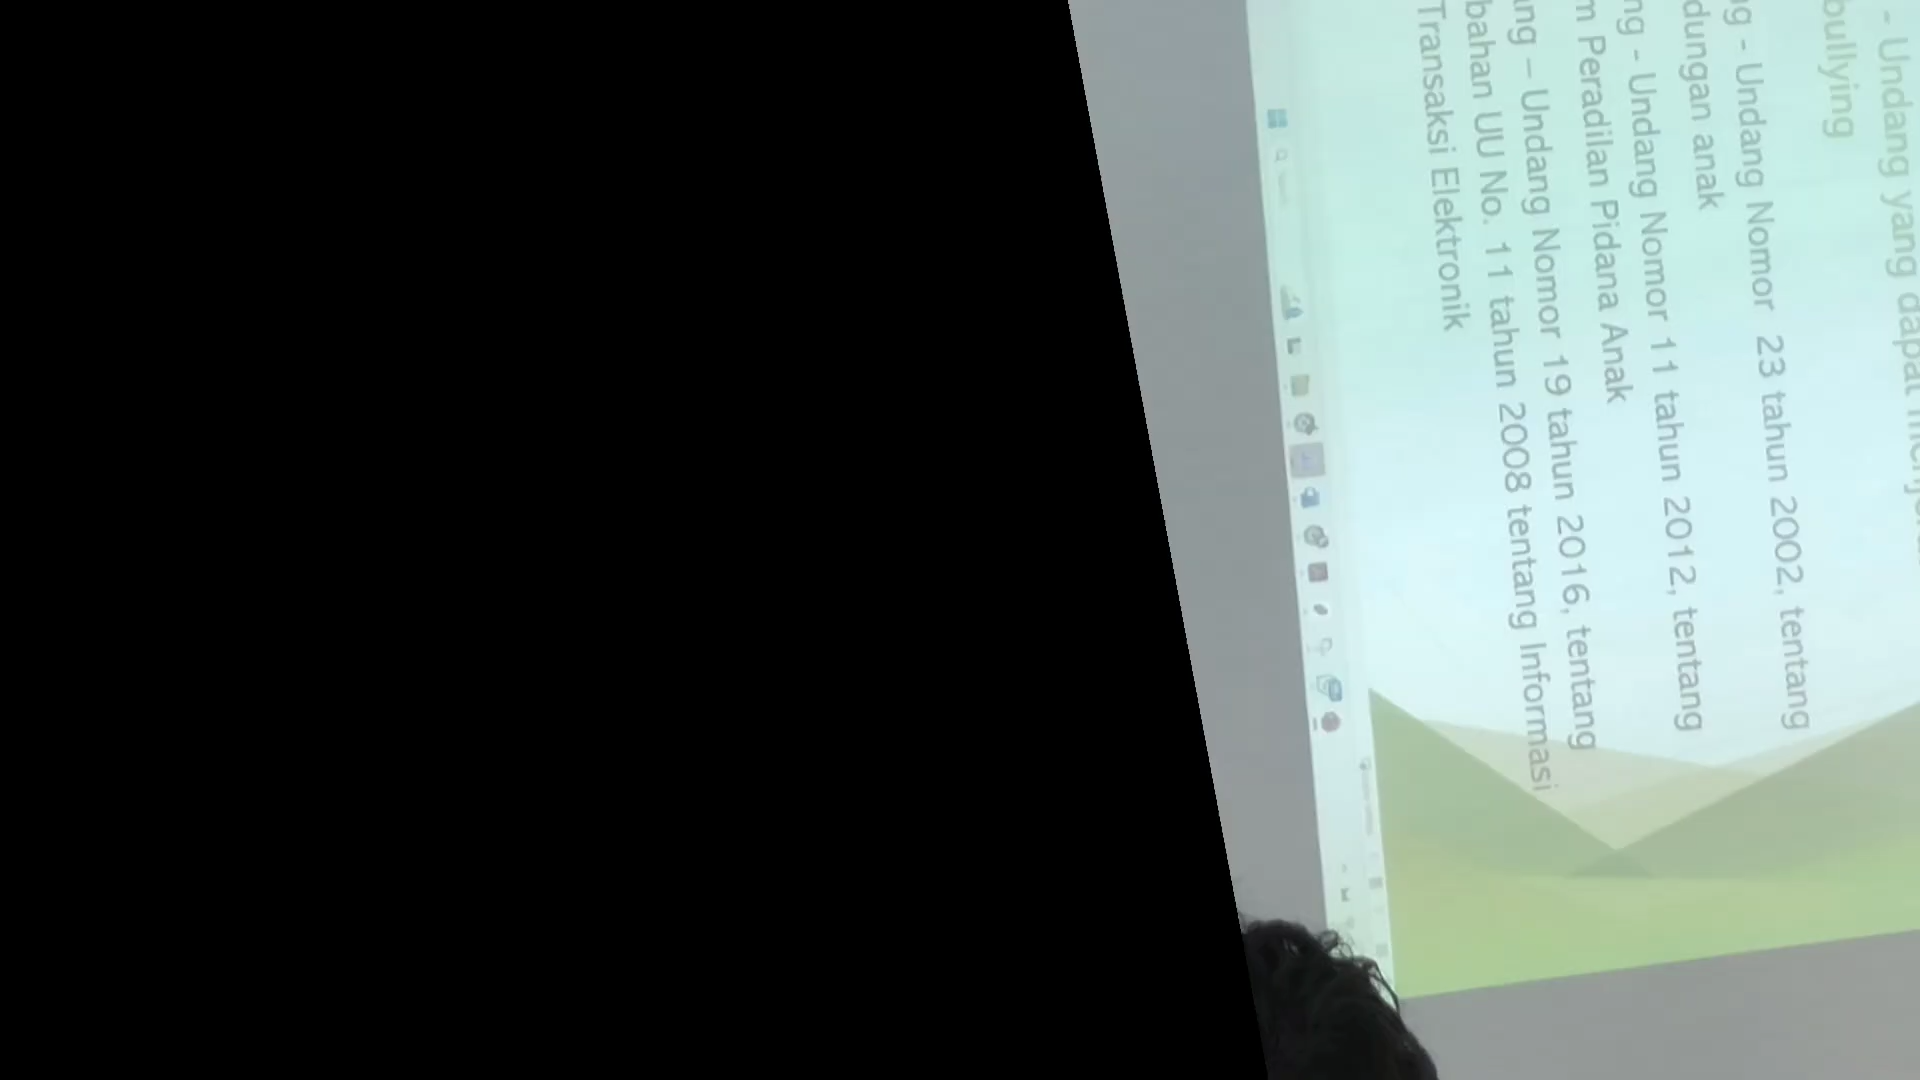 - Undang yang dapat
bullying
ng - Undang Nomor 23 tahun 2002, tentang
dungan anak
ng - Undang Nomor 11 tahun 2012, tentang
m Peradilan Pidana Anak
ang – Undang Nomor 19 tahun 2016, tentang
bahan UU No. 11 tahun 2008 tentang Informasi
Transaksi Elektronik